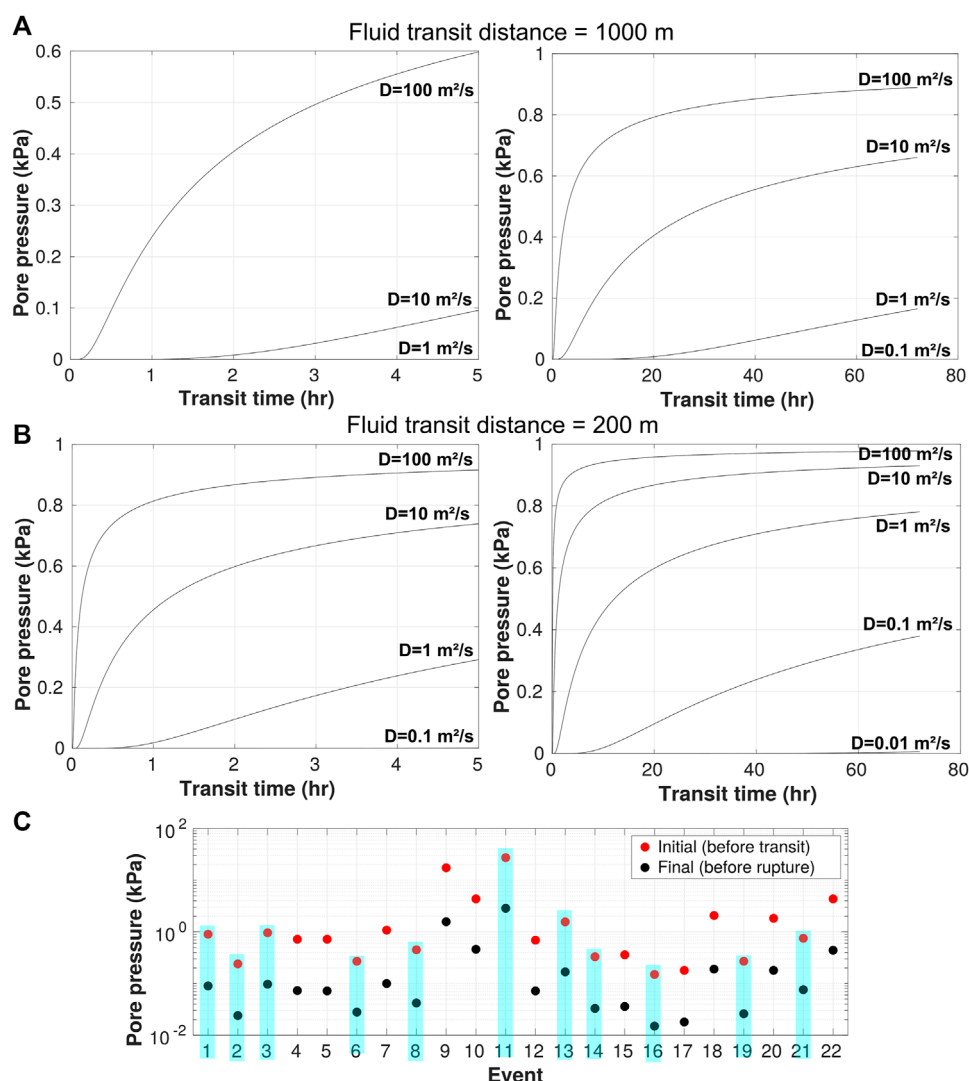 A
Fluid transit distance = 1000 m
Pore pressure (kPa)
0.6
0.5
0.4
0.3
0.2
0.1
0
D=100 m²/s
D=10 m²/s
D=1 m²/s
0 1 2 3 4 5
Transit time (hr)
Pore pressure (kPa)
1
0.8
0.6
0.4
0.2
0
D=100 m²/s
D=10 m²/s
D=1 m²/s
D=0.1 m²/s
0 20 40 60 80
Transit time (hr)
B
Fluid transit distance = 200 m
Pore pressure (kPa)
1
0.8
0.6
0.4
0.2
0
D=100 m²/s
D=10 m²/s
D=1 m²/s
D=0.1 m²/s
0 1 2 3 4 5
Transit time (hr)
Pore pressure (kPa)
1
0.8
0.6
0.4
0.2
0
D=100 m²/s
D=10 m²/s
D=1 m²/s
D=0.1 m²/s
D=0.01 m²/s
0 20 40 60 80
Transit time (hr)
C
Pore pressure (kPa)
10²
10⁰
10⁻²
Initial (before transit)
Final (before rupture)
1 2 3 4 5 6 7 8 9 10 11 12 13 14 15 16 17 18 19 20 21 22
Event